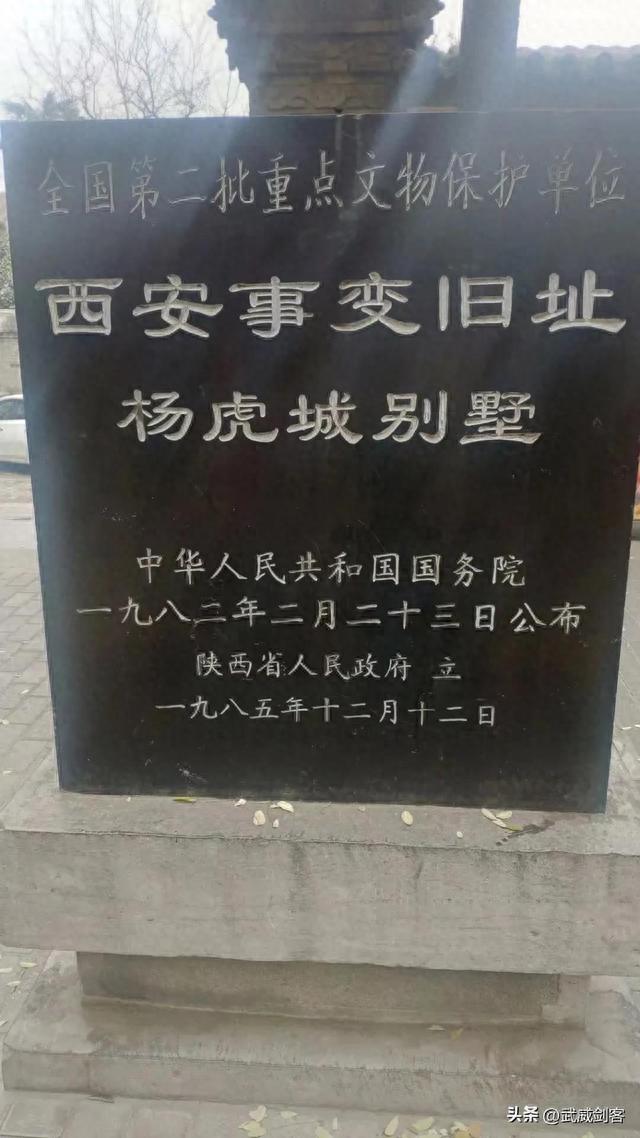 全国第二批重点文物保护单位
西安事变旧址
杨虎城别墅
中华人民共和国国务院
一九八二年二月二十三日公布
陕西省人民政府 立
一九八五年十二月十二日
头条 @武威剑客